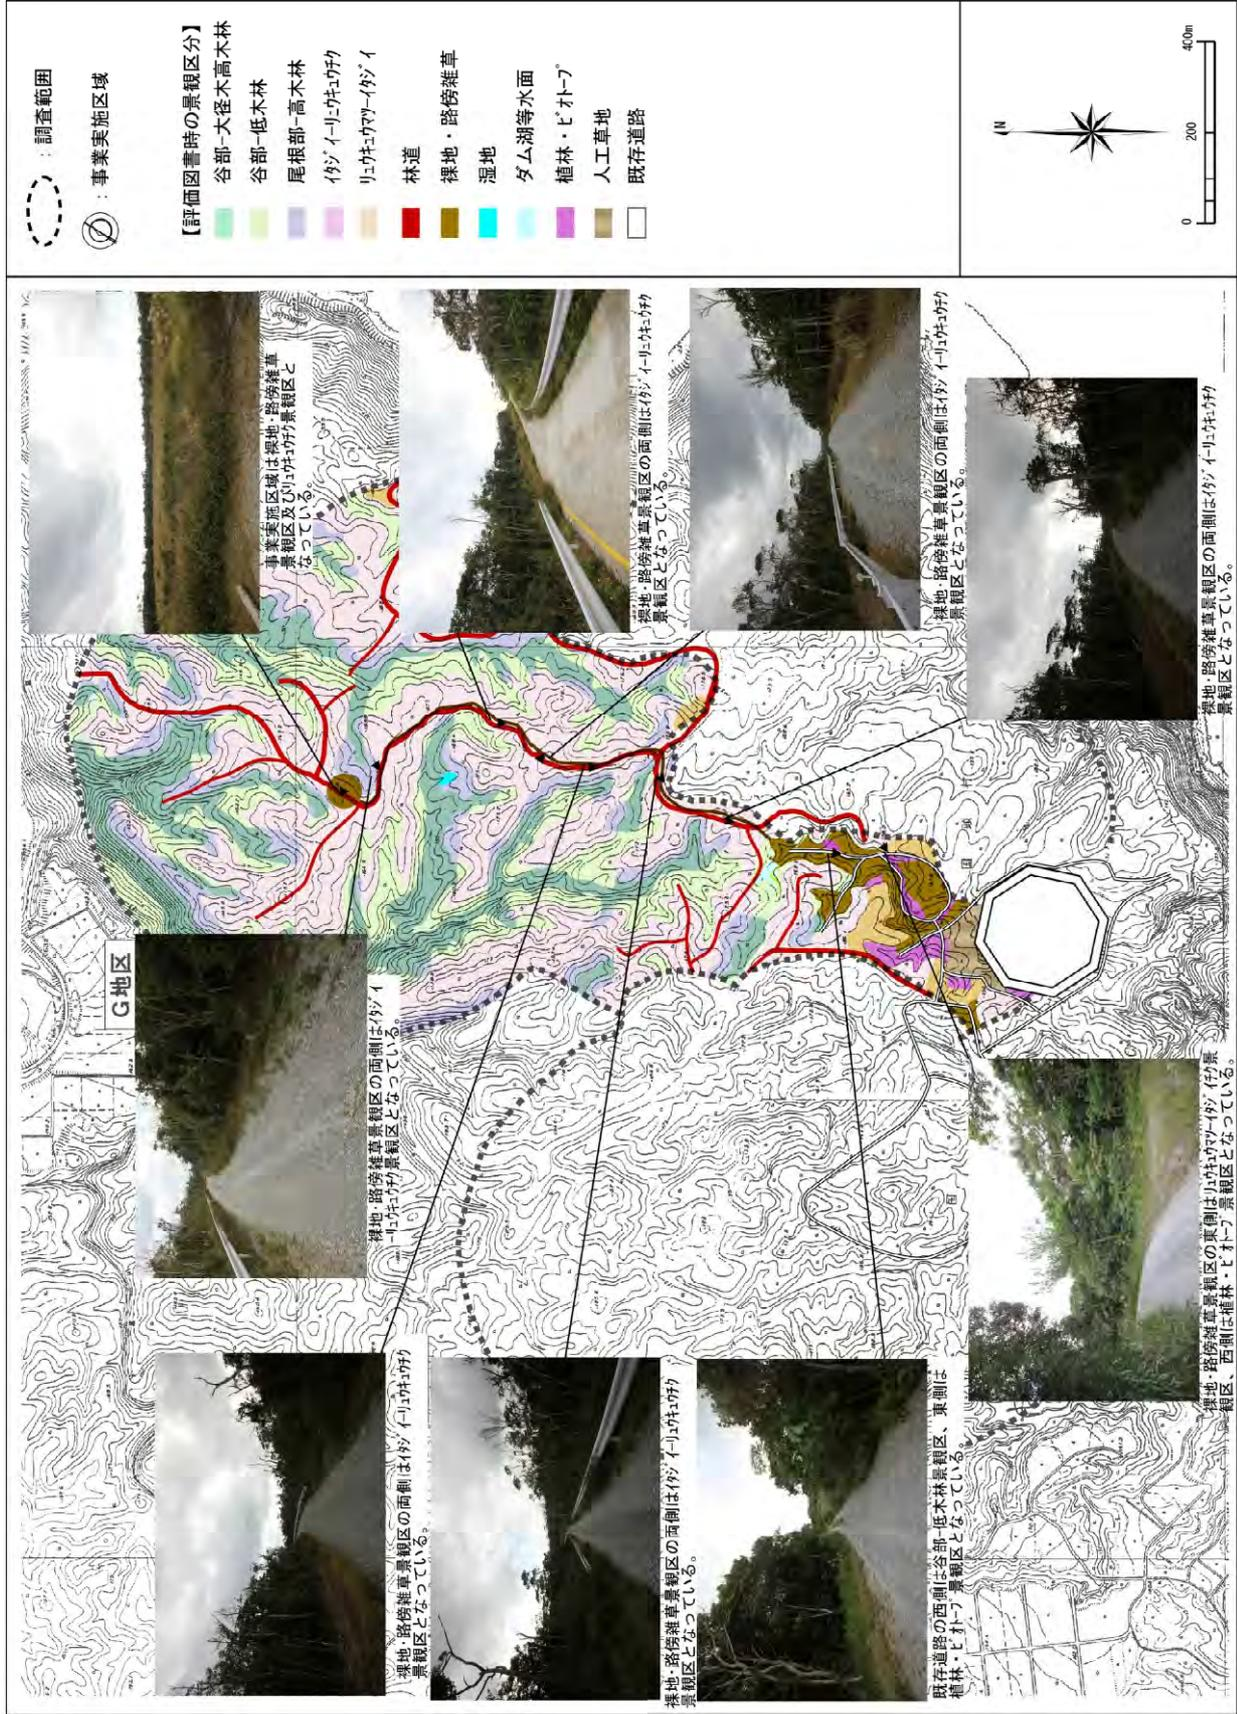 ：調査範囲
：事業実施区域
【評価図書時の景観区分】
谷部-大径木高木林
谷部-低木林
尾根部-高木林
ｲﾀｼﾞｲｰﾘｭｳｷｭｳﾁｸ
ﾘｭｳｷｭｳﾏﾂｰｲﾀｼﾞｲ
林道
裸地・路傍雑草
湿地
ダム湖等水面
植林・ﾋﾞｵﾄｰﾌﾟ
人工草地
既存道路
N
0
200
400m
G地区
事業実施区域は裸地・路傍雑草
景観区及びﾘｭｳｷｭｳﾁｸ景観区と
なっている。
裸地・路傍雑草景観区の両側はｲﾀｼﾞｲｰﾘｭｳｷｭｳﾁｸ
景観区となっている。
裸地・路傍雑草景観区の両側はｲﾀｼﾞｲｰﾘｭｳｷｭｳﾁｸ
景観区となっている。
裸地・路傍雑草景観区の両側はｲﾀｼﾞｲｰﾘｭｳｷｭｳﾁｸ
景観区となっている。
裸地・路傍雑草景観区の両側はｲﾀｼﾞｲ
ｰﾘｭｳｷｭｳﾁｸ景観区となっている。
裸地・路傍雑草景観区の両側はｲﾀｼﾞｲｰﾘｭｳｷｭｳﾁｸ
景観区となっている。
裸地・路傍雑草景観区の両側はｲﾀｼﾞｲｰﾘｭｳｷｭｳﾁｸ
景観区となっている。
既存道路の西側は谷部-低木林景観区、東側は
植林・ﾋﾞｵﾄｰﾌﾟ景観区となっている。
裸地・路傍雑草景観区の東側はﾘｭｳｷｭｳﾏﾂｰｲﾀｼﾞｲﾁｸ景
観区、西側は植林・ﾋﾞｵﾄｰﾌﾟ景観区となっている。